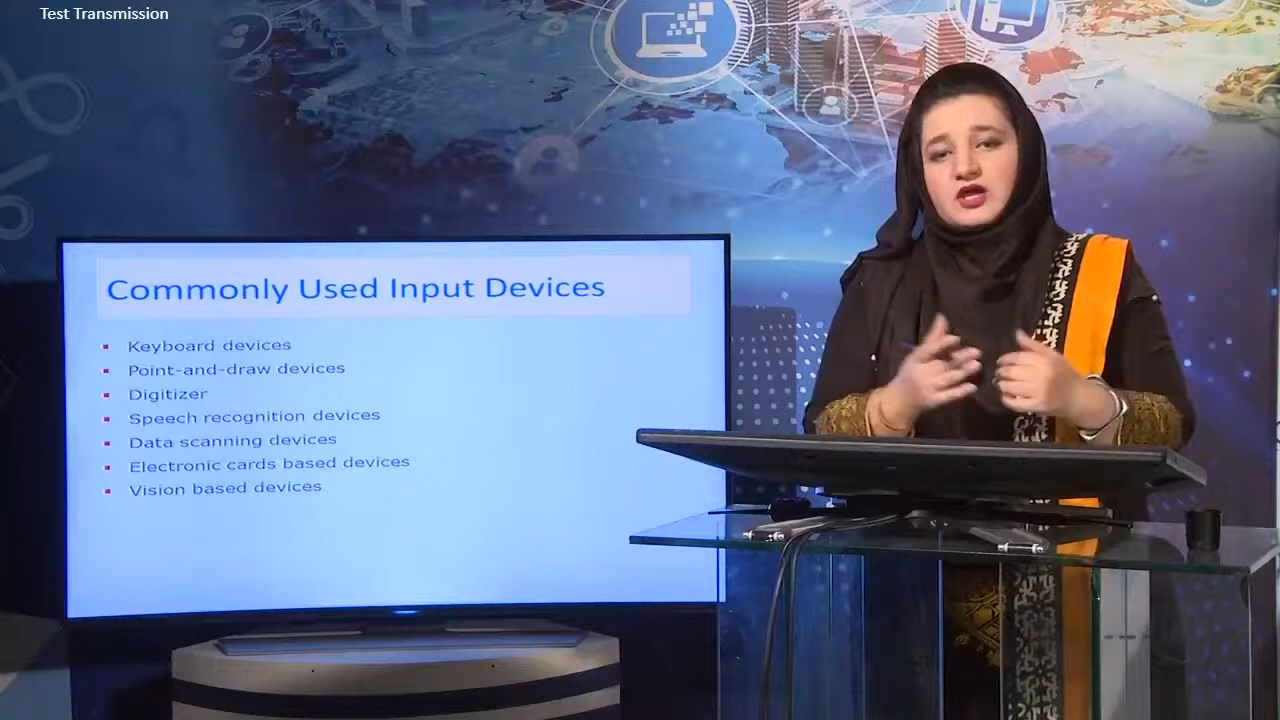 Test Transmission
Commonly Used Input Devices
Keyboard devices
Point-and-draw devices
Digitizer
Speech recognition devices
Data scanning devices
Electronic cards based devices
Vision based devices